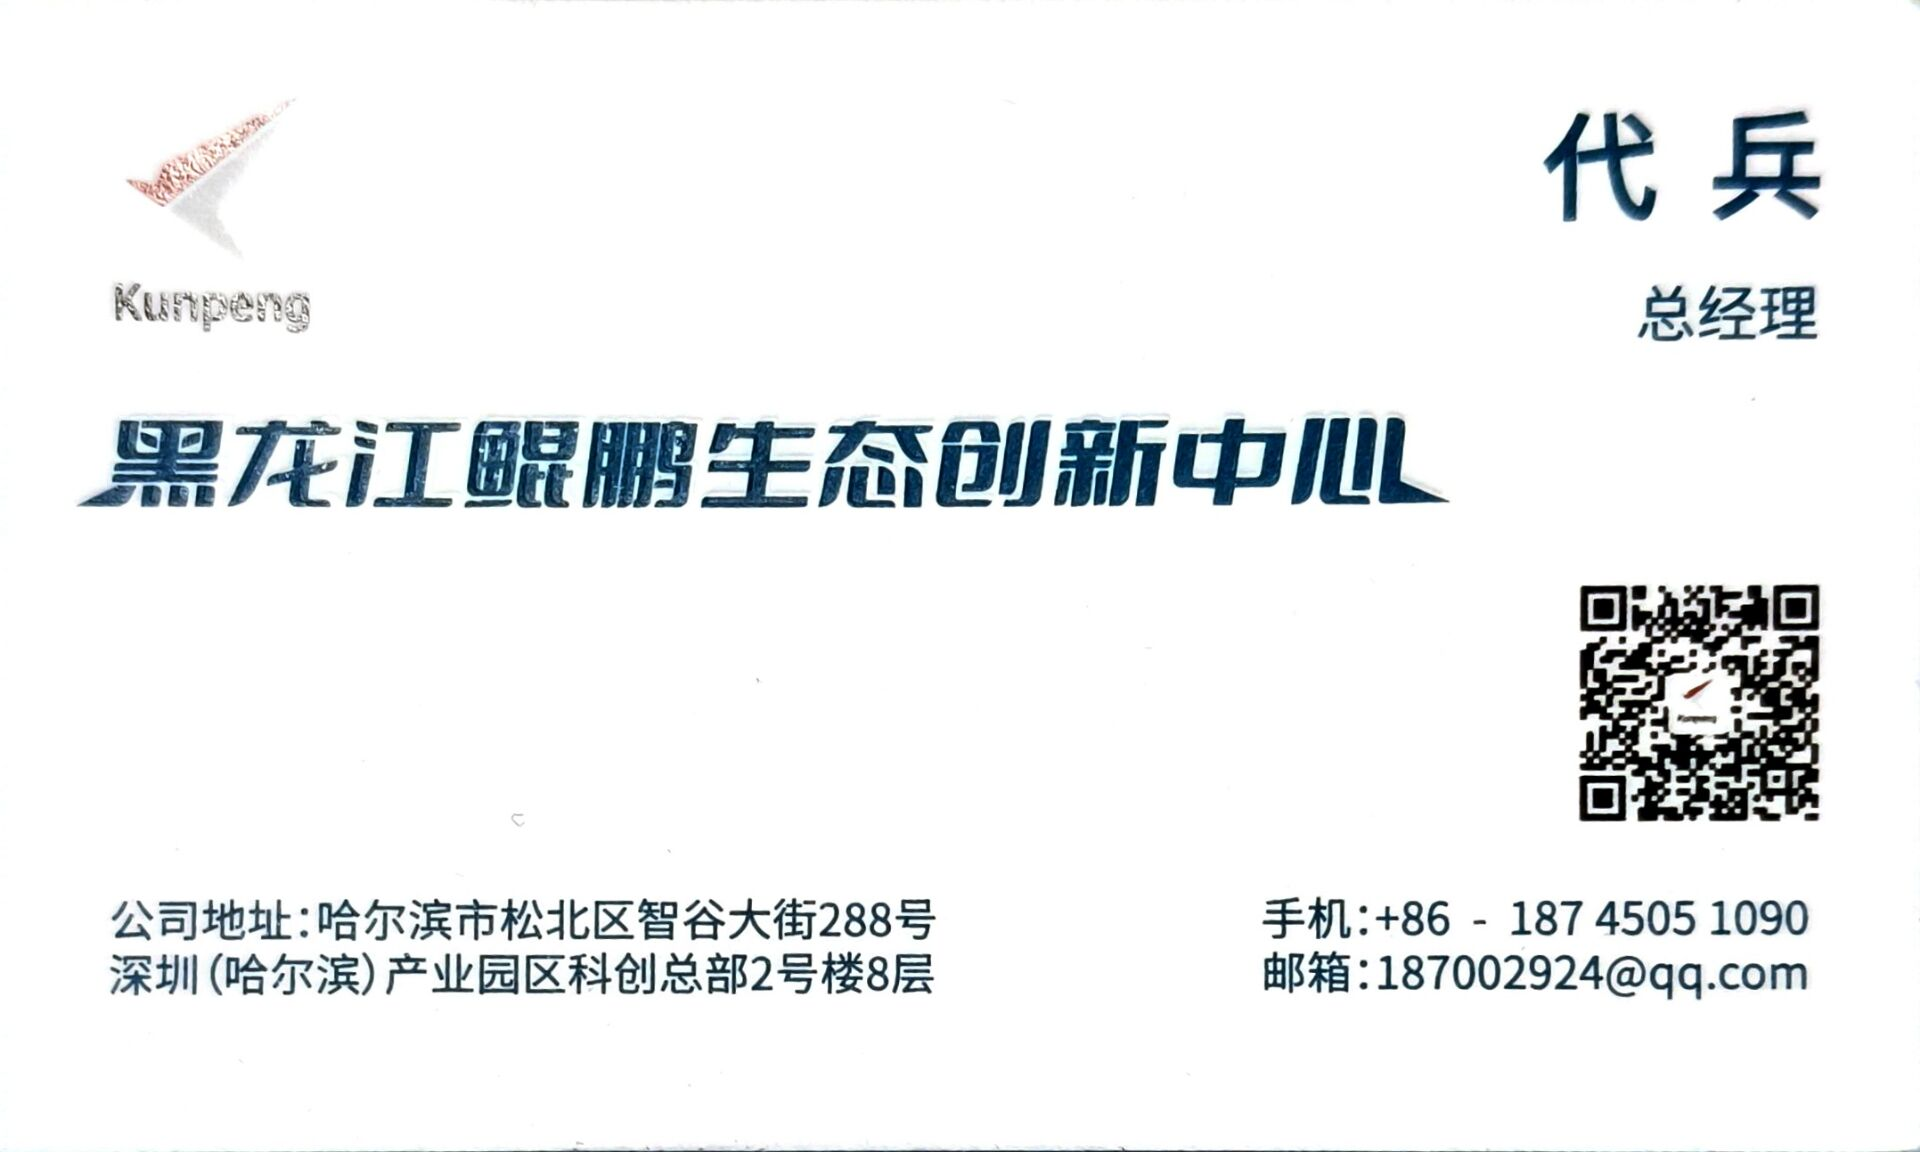 Kunpeng
代兵
总经理
黑龙江鲲鹏生态创新中心
Kunpeng
公司地址：哈尔滨市松北区智谷大街288号
深圳（哈尔滨）产业园区科创总部2号楼8层
手机：+86 - 187 4505 1090
邮箱：187002924@qq.com